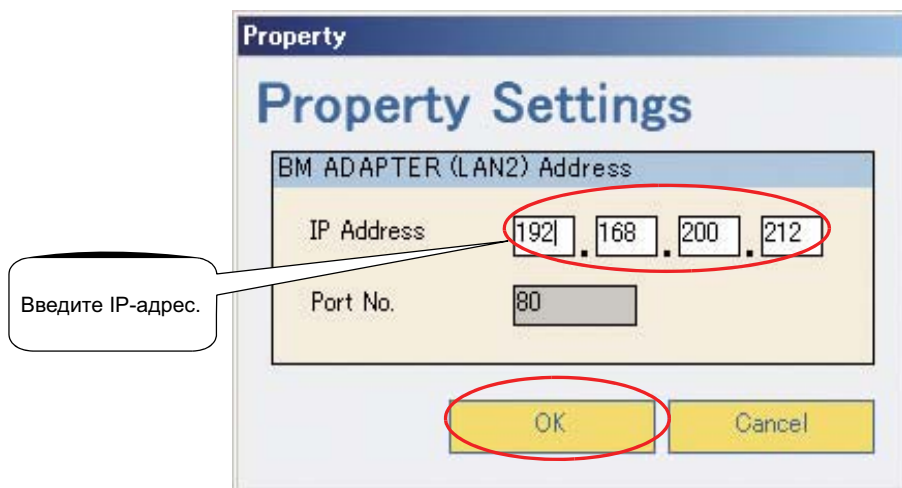 Property
Property Settings
BM ADAPTER (LAN2) Address
IP Address 192.168.200.212
Введите IP-адрес.
Port No. 80
OK Cancel